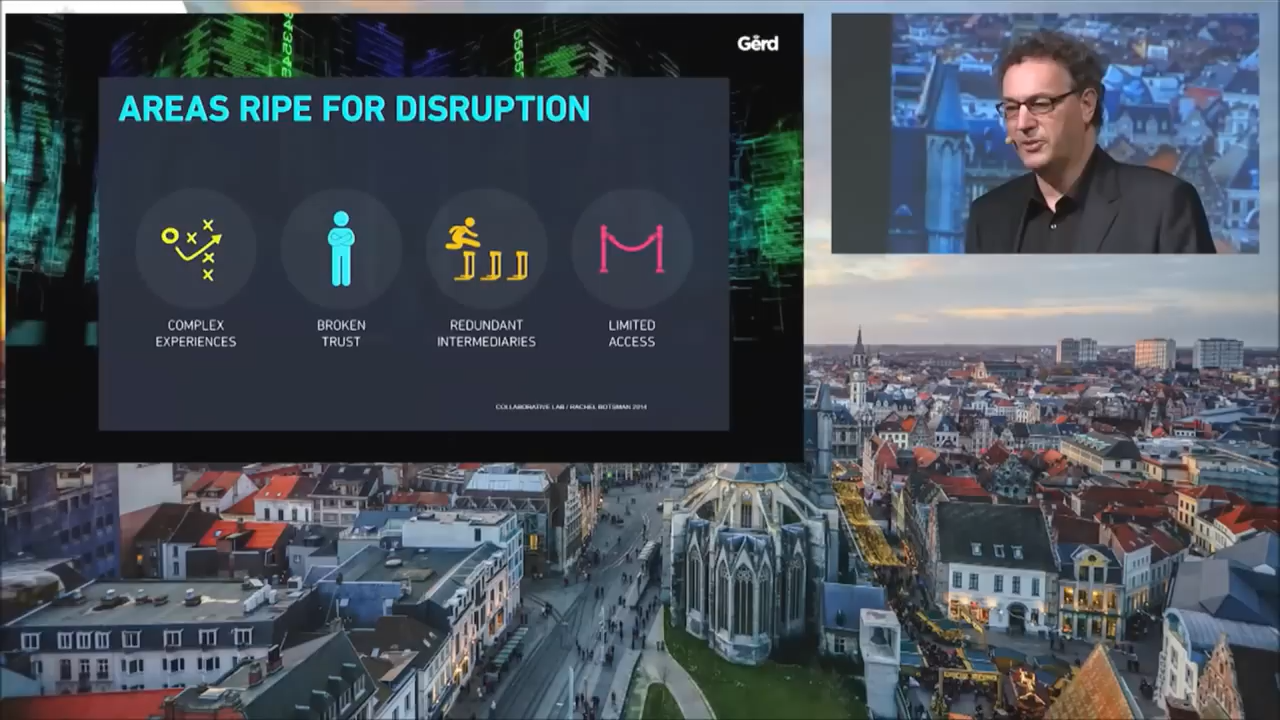 Gerd
AREAS RIPE FOR DISRUPTION
COMPLEX
EXPERIENCES
BROKEN
TRUST
REDUNDANT
INTERMEDIARIES
LIMITED
ACCESS
COLLABORATIVE LAB / RACHEL BOTSMAN 2014